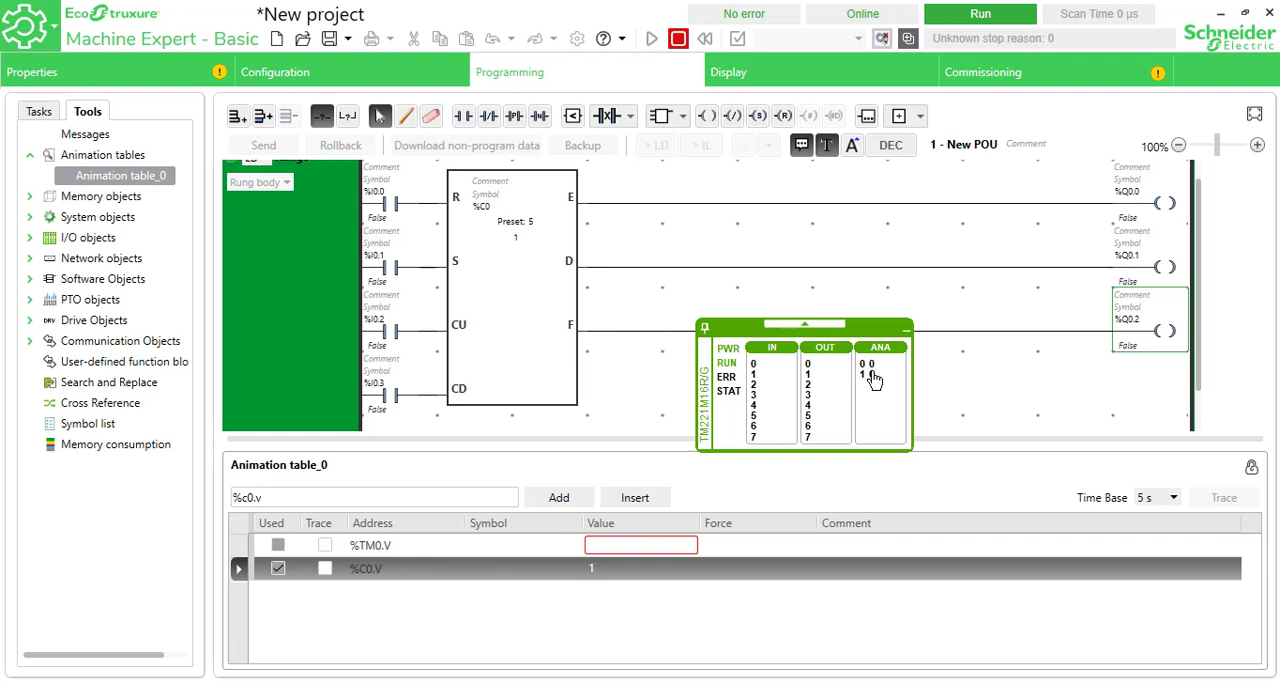 EcoStruxure
Machine Expert - Basic
*New project
No error
Online
Run
Scan Time 0 µs
Unknown stop reason: 0
Schneider
Electric
Properties
Configuration
Programming
Display
Commissioning
Tasks
Tools
Messages
Animation tables
Animation table_0
Memory objects
System objects
I/O objects
Network objects
Software Objects
PTO objects
DRV Drive Objects
Communication Objects
User-defined function blo
Search and Replace
Cross Reference
Symbol list
Memory consumption
Send
Rollback
Download non-program data
Backup
> LD
> IL
-
+
DEC
1 - New POU
Comment
100%
LD
Rung body
Comment
Symbol
%I0.0
False
Comment
Symbol
%I0.1
False
Comment
Symbol
%I0.2
False
Comment
Symbol
%I0.3
False
Comment
Symbol
%C0
Preset: 5
1
R
E
S
D
CU
F
CD
Comment
Symbol
%Q0.0
False
Comment
Symbol
%Q0.1
False
Comment
Symbol
%Q0.2
False
TM221M16R/G
PWR
RUN
ERR
STAT
IN
0
1
2
3
4
5
6
7
OUT
0
1
2
3
4
5
6
7
ANA
0 0
1
Animation table_0
%c0.v
Add
Insert
Time Base 5 s
Trace
Used Trace Address Symbol Value Force Comment
%TM0.V
%C0.V 1